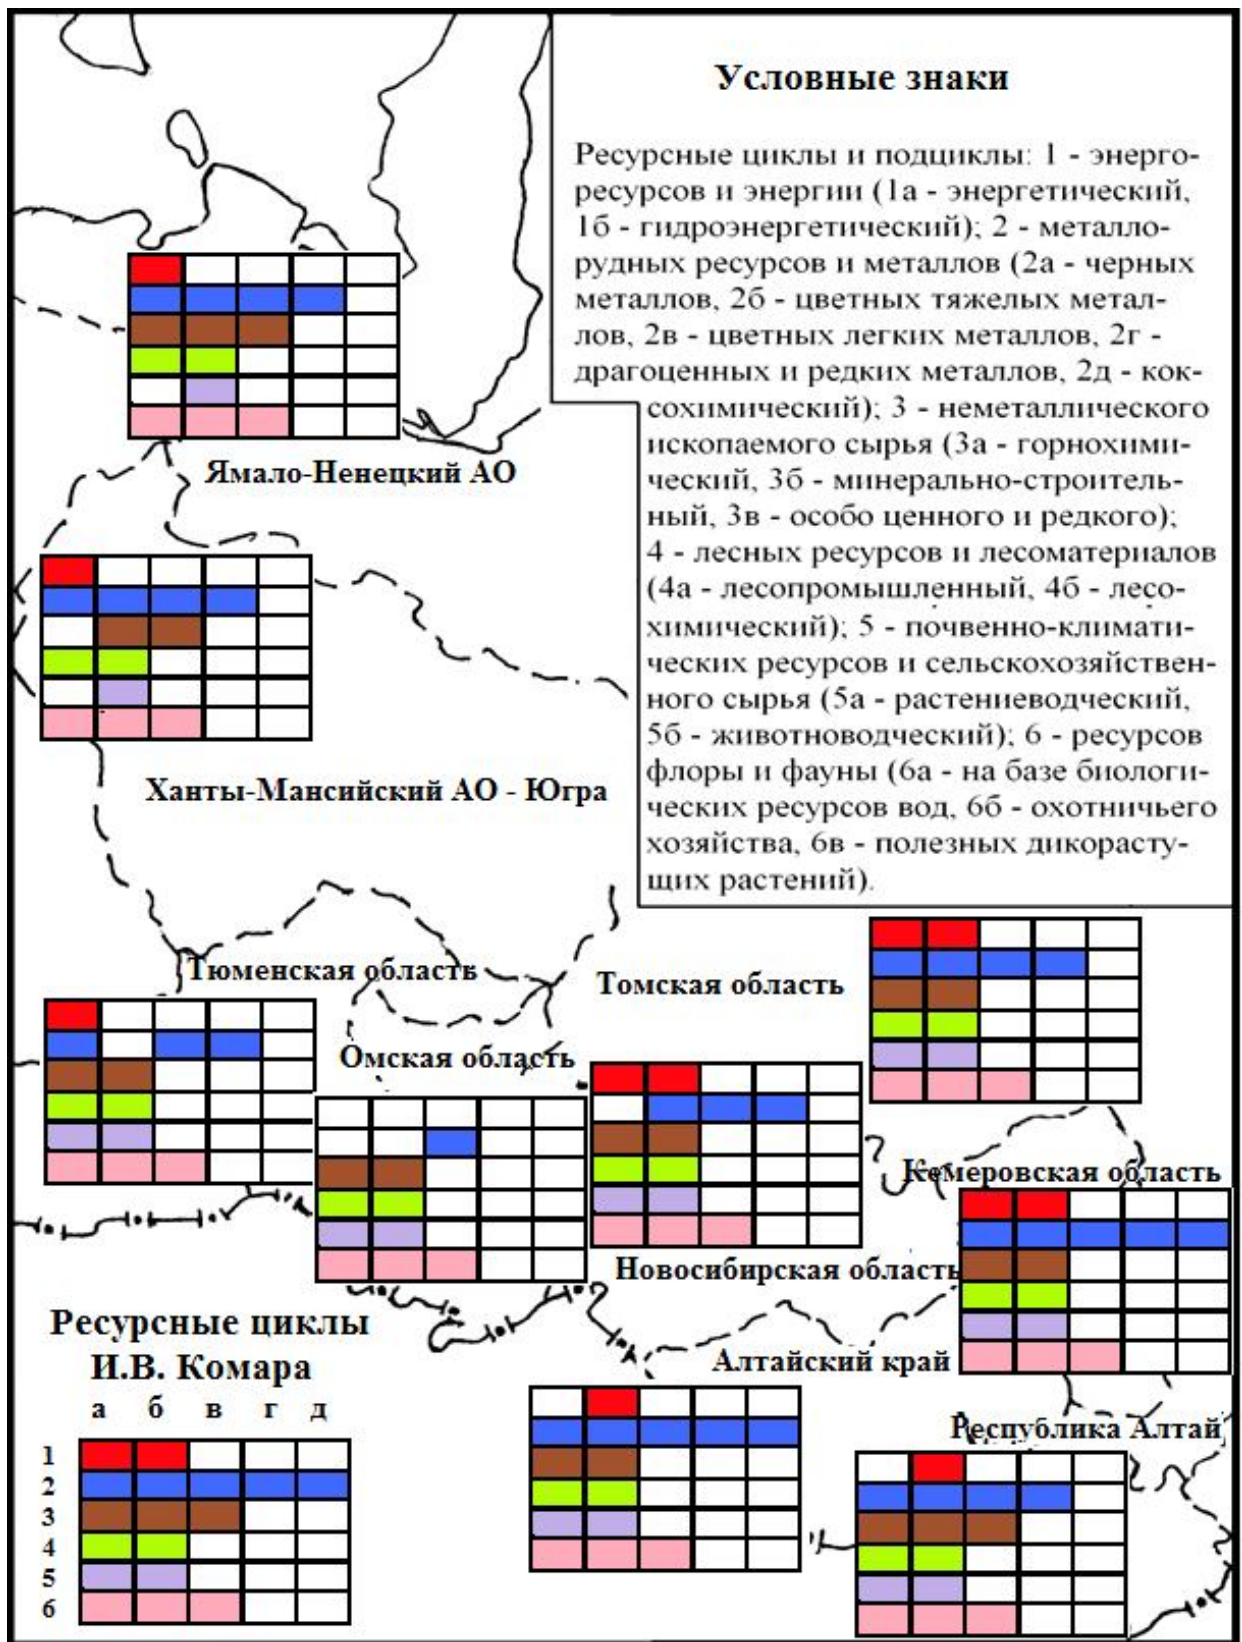 Условные знаки
Ресурсные циклы и подциклы: 1 - энерго-
ресурсов и энергии (1а - энергетический,
1б - гидроэнергетический); 2 - металло-
рудных ресурсов и металлов (2а - черных
металлов, 2б - цветных тяжелых метал-
лов, 2в - цветных легких металлов, 2г -
драгоценных и редких металлов, 2д - кок-
сохимический); 3 - неметаллического
ископаемого сырья (3а - горнохими-
ческий, 3б - минерально-строитель-
ный, 3в - особо ценного и редкого);
4 - лесных ресурсов и лесоматериалов
(4а - лесопромышленный, 4б - лесо-
химический); 5 - почвенно-климати-
ческих ресурсов и сельскохозяйствен-
ного сырья (5а - растениеводческий,
5б - животноводческий); 6 - ресурсов
флоры и фауны (6а - на базе биологи-
ческих ресурсов вод, 6б - охотничьего
хозяйства, 6в - полезных дикорасту-
щих растений).
Ямало-Ненецкий АО
Ханты-Мансийский АО - Югра
Тюменская область
Томская область
Омская область
Кемеровская область
Новосибирская область
Алтайский край
Республика Алтай
Ресурсные циклы
И.В. Комара
а б в г д
1
2
3
4
5
6